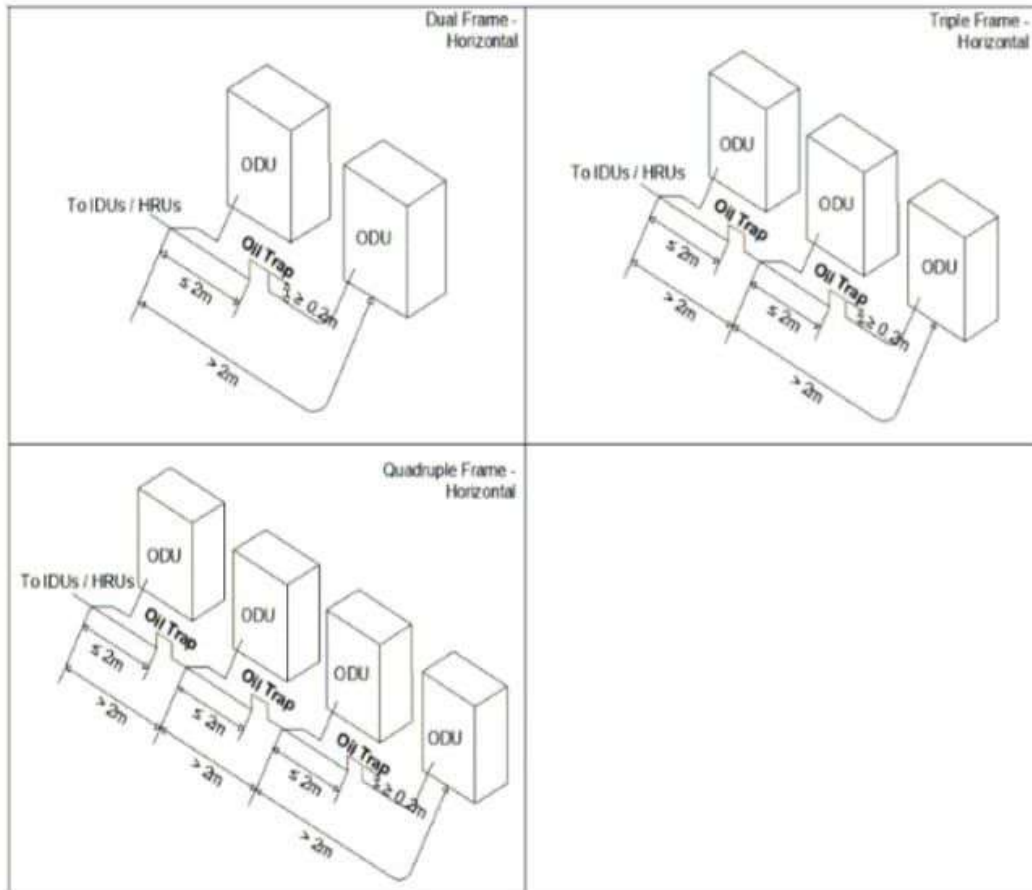 Dual Frame -
Horizontal
ODU
ODU
To IDUs / HRUs
Oil Trap
≤ 2m
≥ 0.2m
> 2m
Triple Frame -
Horizontal
ODU
ODU
ODU
To IDUs / HRUs
Oil Trap
≤ 2m
> 2m
Oil Trap
≤ 2m
≥ 0.2m
> 2m
Quadruple Frame -
Horizontal
ODU
ODU
ODU
ODU
To IDUs / HRUs
Oil Trap
≤ 2m
> 2m
Oil Trap
≤ 2m
> 2m
Oil Trap
≤ 2m
≥ 0.2m
> 2m